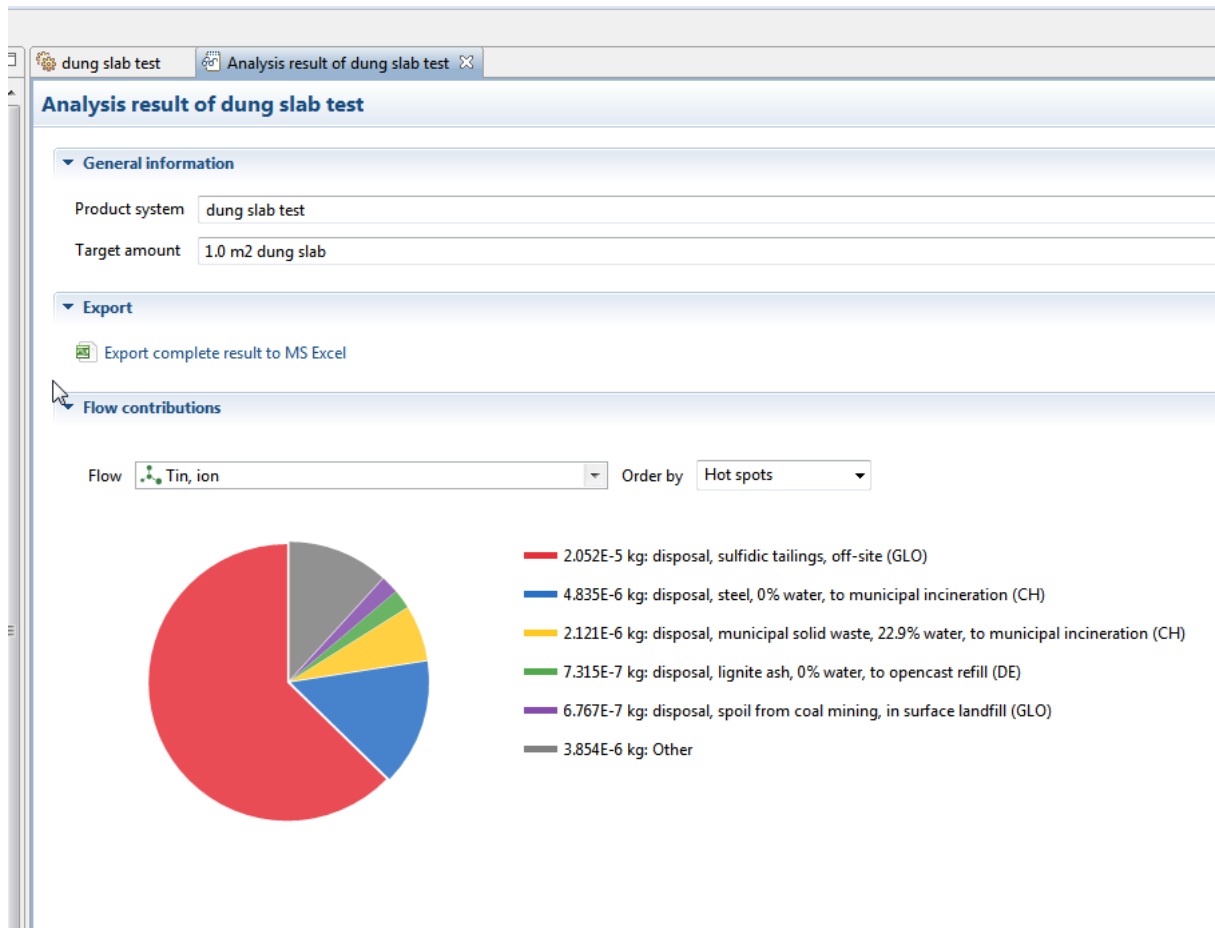 dung slab test
Analysis result of dung slab test
Analysis result of dung slab test
General information
Product system
dung slab test
Target amount
1.0 m2 dung slab
Export
Export complete result to MS Excel
Flow contributions
Flow
Tin, ion
Order by
Hot spots
2.052E-5 kg: disposal, sulfidic tailings, off-site (GLO)
4.835E-6 kg: disposal, steel, 0% water, to municipal incineration (CH)
2.121E-6 kg: disposal, municipal solid waste, 22.9% water, to municipal incineration (CH)
7.315E-7 kg: disposal, lignite ash, 0% water, to opencast refill (DE)
6.767E-7 kg: disposal, spoil from coal mining, in surface landfill (GLO)
3.854E-6 kg: Other